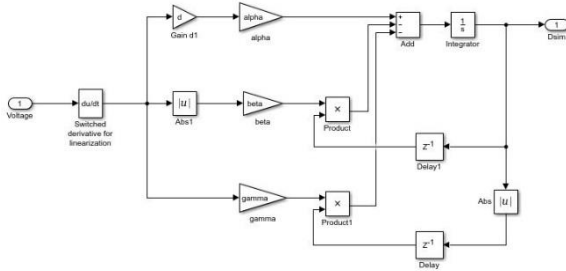 d
Gain d1
alpha
alpha
+
−
−
Add
1
s
Integrator
1
Dsim
1
Voltage
du/dt
Switched
derivative for
linearization
|u|
Abs1
beta
beta
×
Product
z-1
Delay1
gamma
gamma
×
Product1
Abs
|u|
z-1
Delay